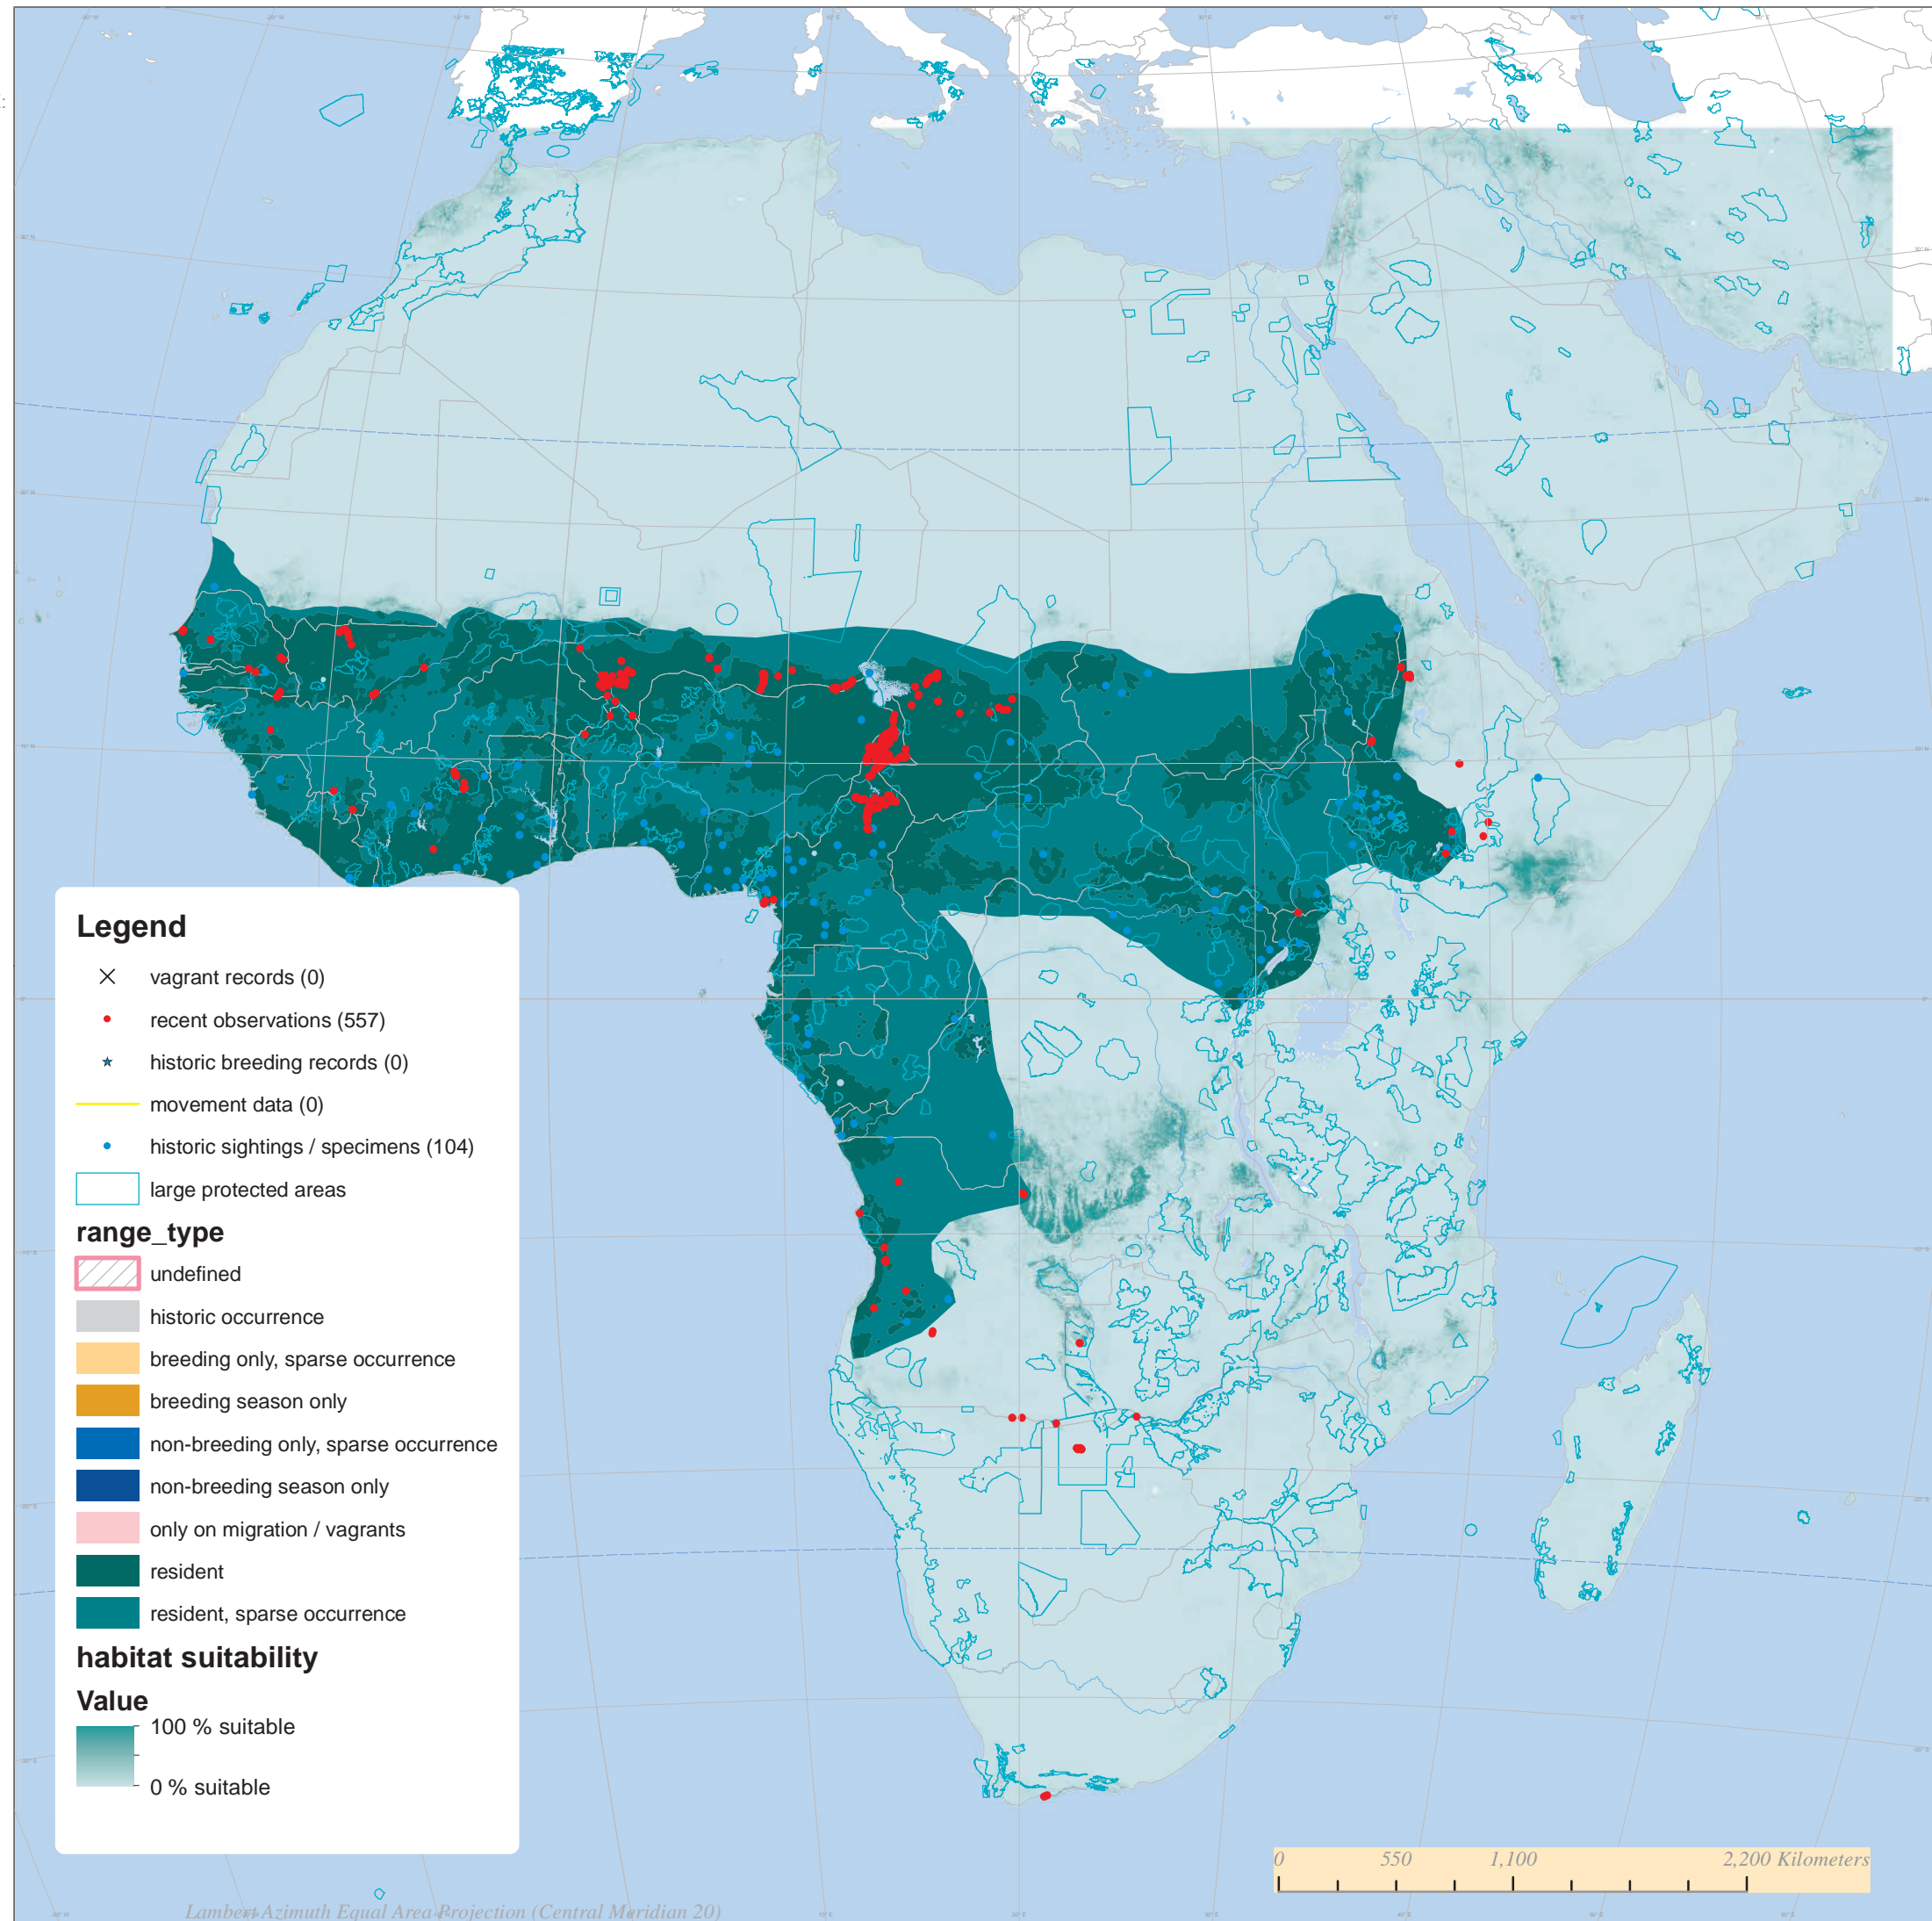 Legend
vagrant records (0)
recent observations (557)
historic breeding records (0)
movement data (0)
historic sightings / specimens (104)
large protected areas
range_type
undefined
historic occurrence
breeding only, sparse occurrence
breeding season only
non-breeding only, sparse occurrence
non-breeding season only
only on migration / vagrants
resident
resident, sparse occurrence
habitat suitability
Value
100 % suitable
0 % suitable
0 550 1,100 2,200 Kilometers
Lambert Azimuth Equal Area Projection (Central Meridian 20)